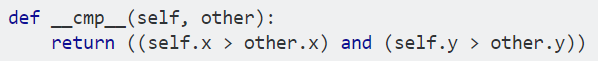 def __cmp__(self, other):
    return ((self.x > other.x) and (self.y > other.y))